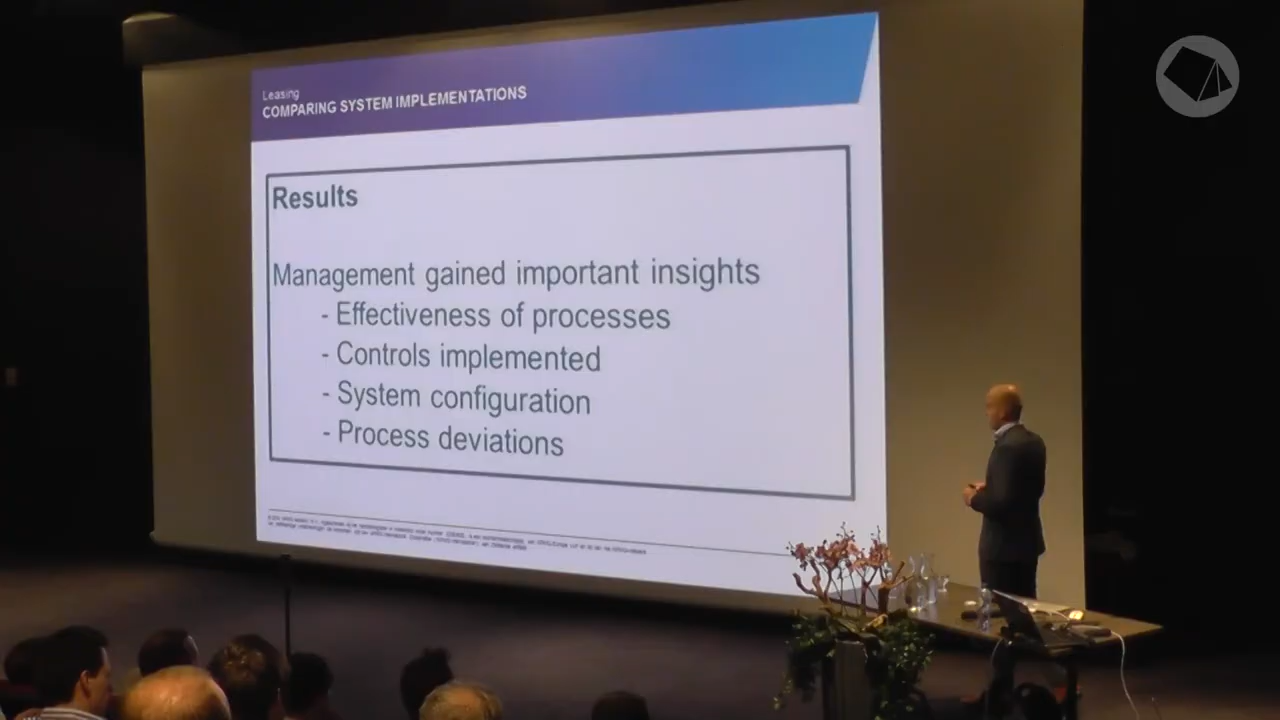 Leasing
COMPARING SYSTEM IMPLEMENTATIONS
Results
Management gained important insights
- Effectiveness of processes
- Controls implemented
- System configuration
- Process deviations